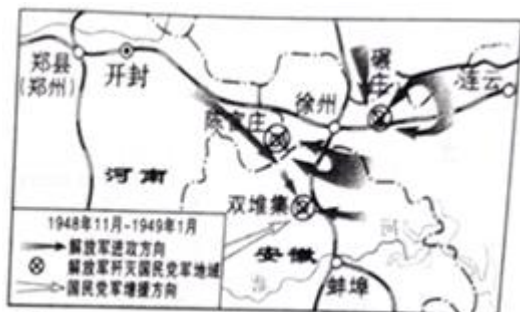 郑县
(郑州)
开封
徐州
碾庄
连云
陈官庄
河南
双堆集
安徽
河
淮
蚌埠
1948年11月-1949年1月
解放军进攻方向
解放军歼灭国民党军地域
国民党军增援方向